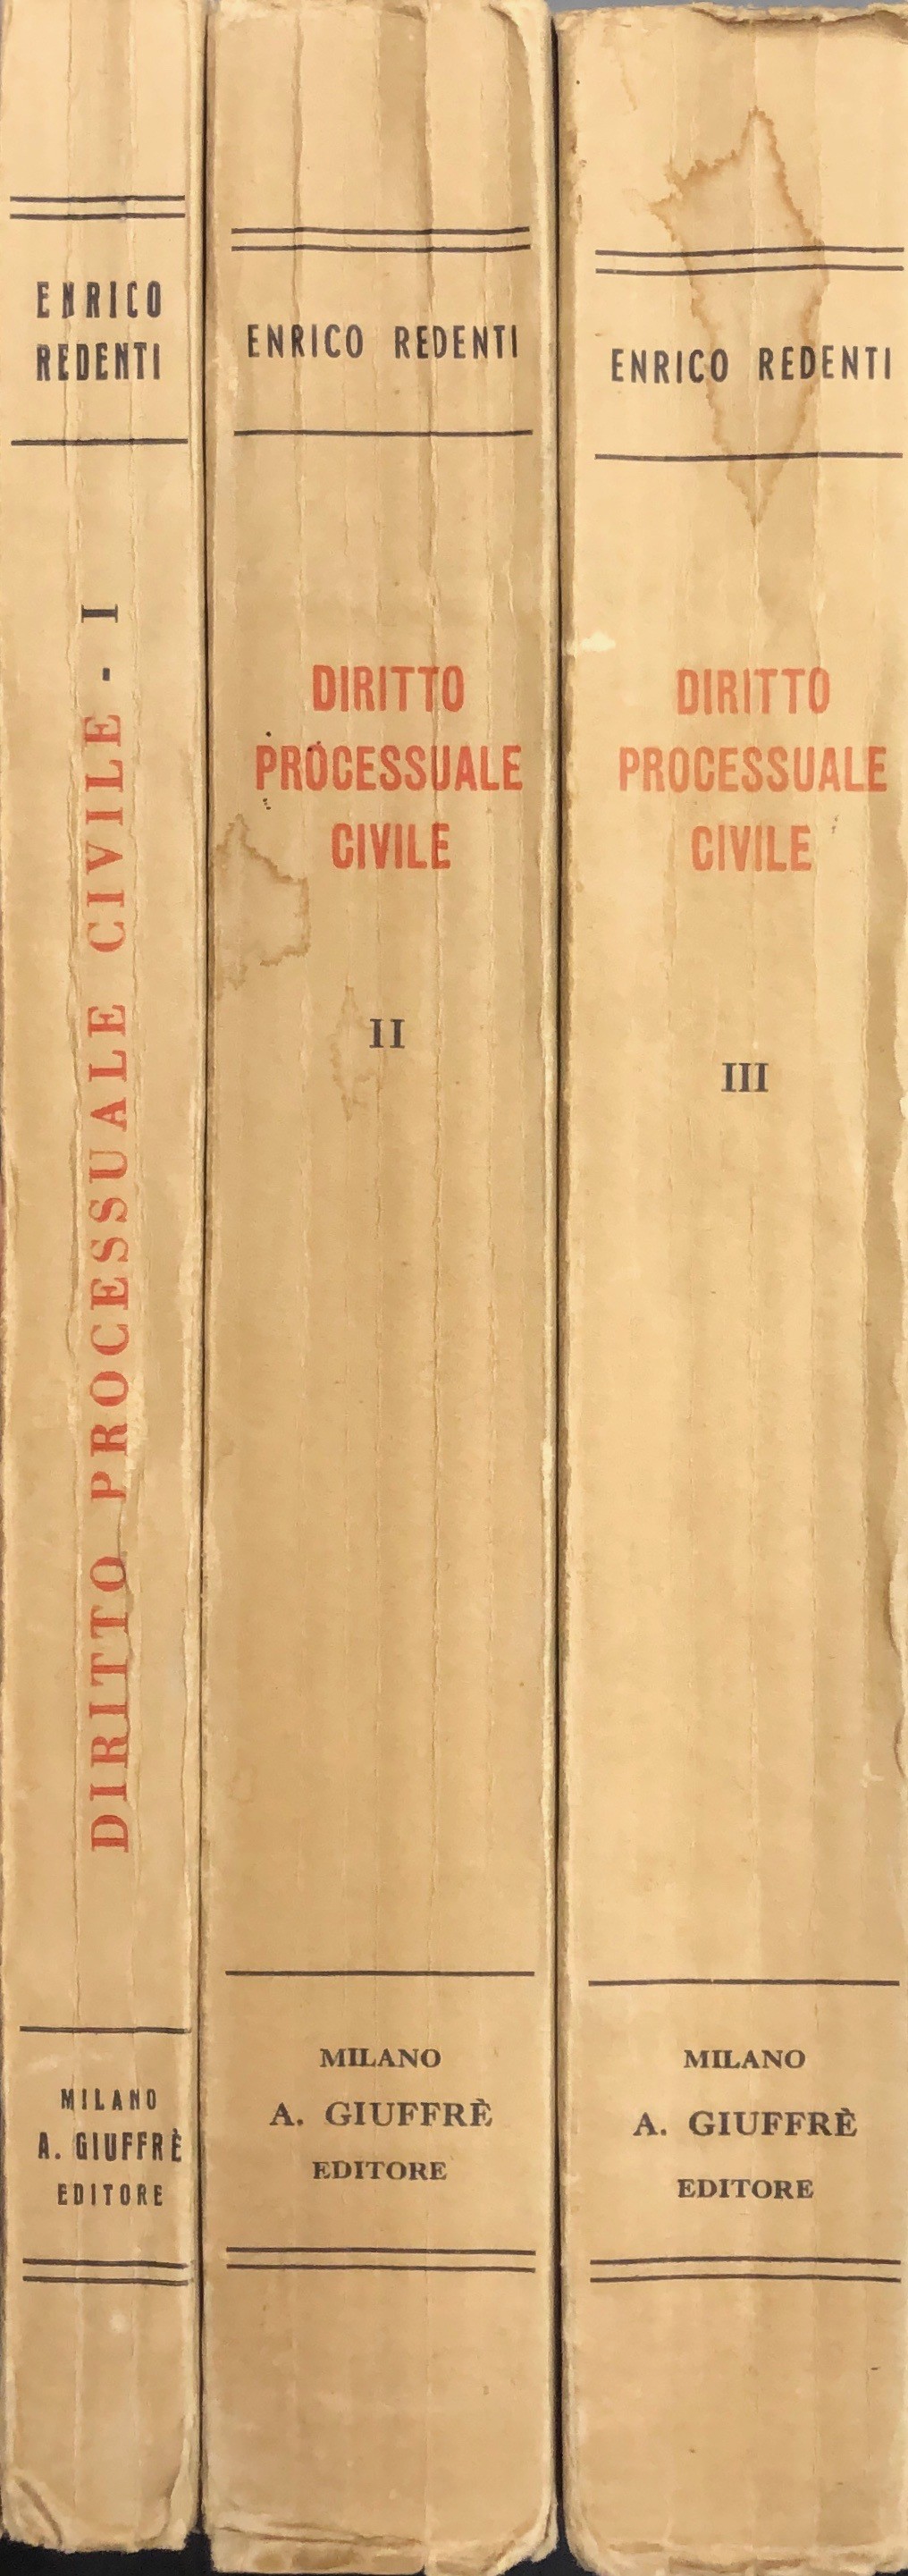 ENRICO
REDENTI
DIRITTO PROCESSUALE CIVILE - I
MILANO
A. GIUFFRÈ
EDITORE
ENRICO REDENTI
DIRITTO
PROCESSUALE
CIVILE
II
MILANO
A. GIUFFRÈ
EDITORE
ENRICO REDENTI
DIRITTO
PROCESSUALE
CIVILE
III
MILANO
A. GIUFFRÈ
EDITORE